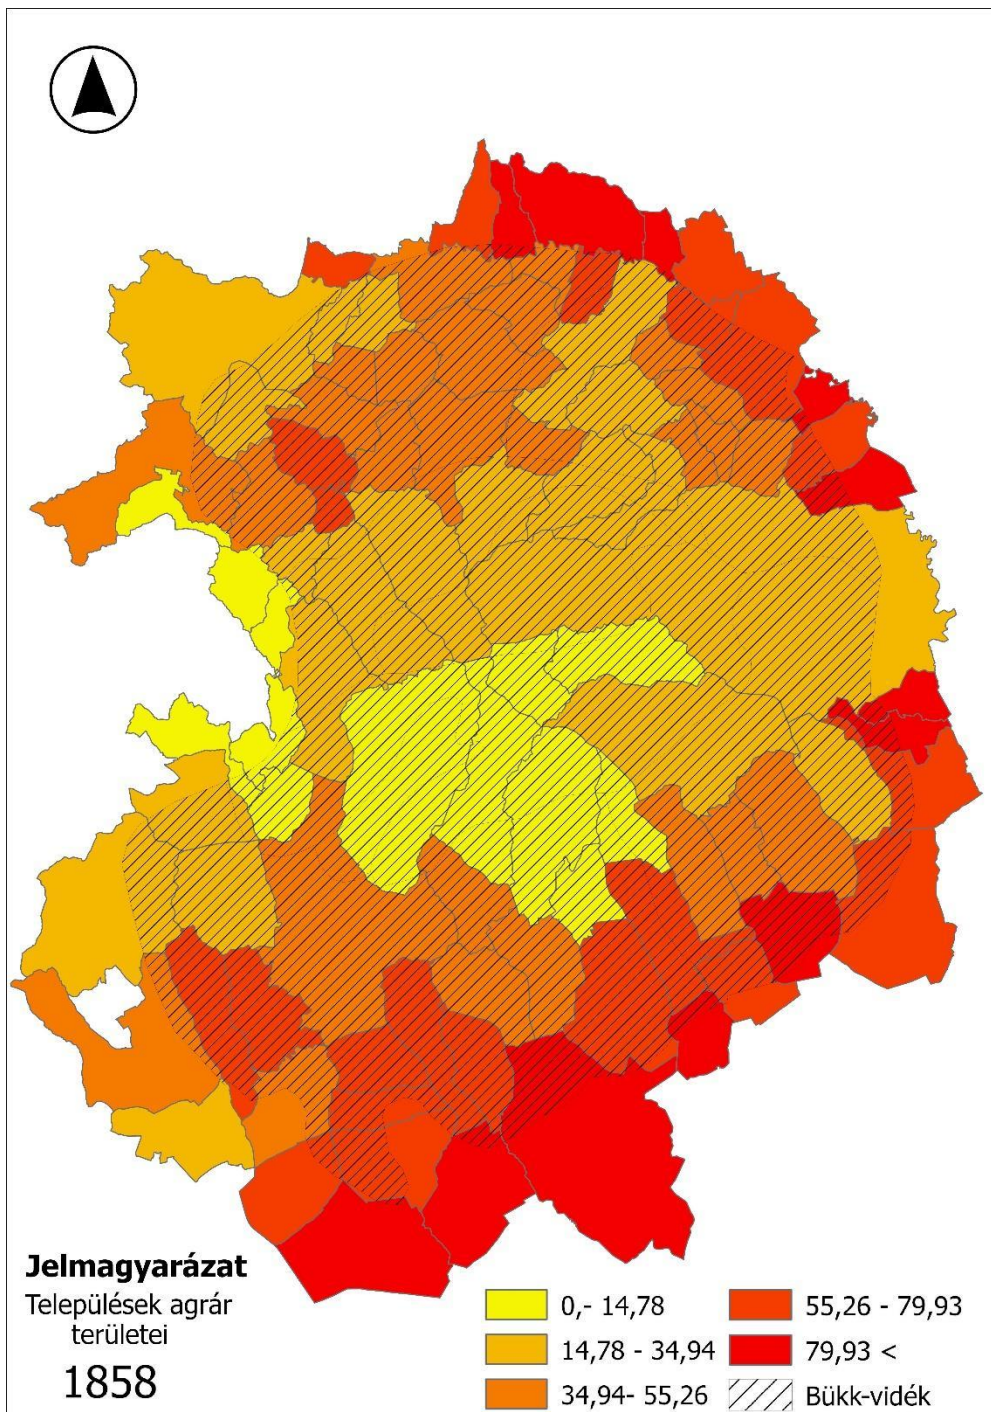 Jelmagyarázat
Települések agrár
területei
1858
0,- 14,78
14,78 - 34,94
34,94- 55,26
55,26 - 79,93
79,93 <
Bükk-vidék